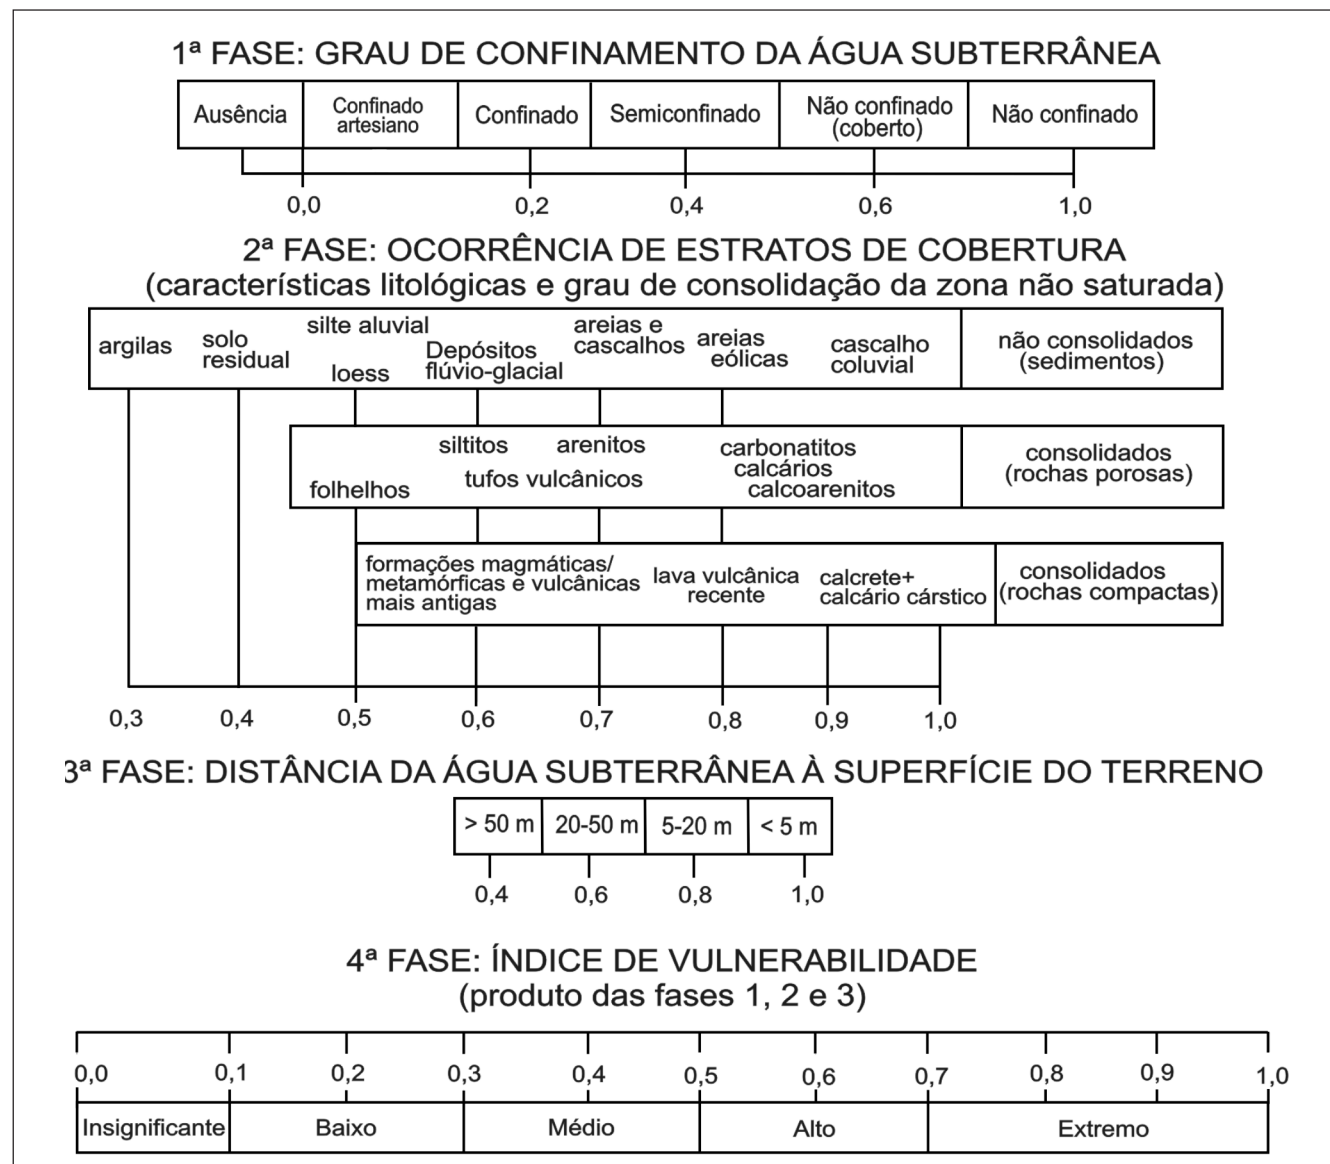 1ª FASE: GRAU DE CONFINAMENTO DA ÁGUA SUBTERRÂNEA
Ausência
Confinado
artesiano
Confinado
Semiconfinado
Não confinado
(coberto)
Não confinado
0,0
0,2
0,4
0,6
1,0
2ª FASE: OCORRÊNCIA DE ESTRATOS DE COBERTURA
(características litológicas e grau de consolidação da zona não saturada)
argilas
solo
residual
silte aluvial
loess
Depósitos
flúvio-glacial
areias e
cascalhos
areias
eólicas
cascalho
coluvial
não consolidados
(sedimentos)
folhelhos
siltitos
arenitos
tufos vulcânicos
carbonatitos
calcários
calcoarenitos
consolidados
(rochas porosas)
formações magmáticas/
metamórficas e vulcânicas
mais antigas
lava vulcânica
recente
calcrete+
calcário cárstico
consolidados
(rochas compactas)
0,3
0,4
0,5
0,6
0,7
0,8
0,9
1,0
3ª FASE: DISTÂNCIA DA ÁGUA SUBTERRÂNEA À SUPERFÍCIE DO TERRENO
> 50 m
20-50 m
5-20 m
< 5 m
0,4
0,6
0,8
1,0
4ª FASE: ÍNDICE DE VULNERABILIDADE
(produto das fases 1, 2 e 3)
0,0
0,1
0,2
0,3
0,4
0,5
0,6
0,7
0,8
0,9
1,0
Insignificante
Baixo
Médio
Alto
Extremo